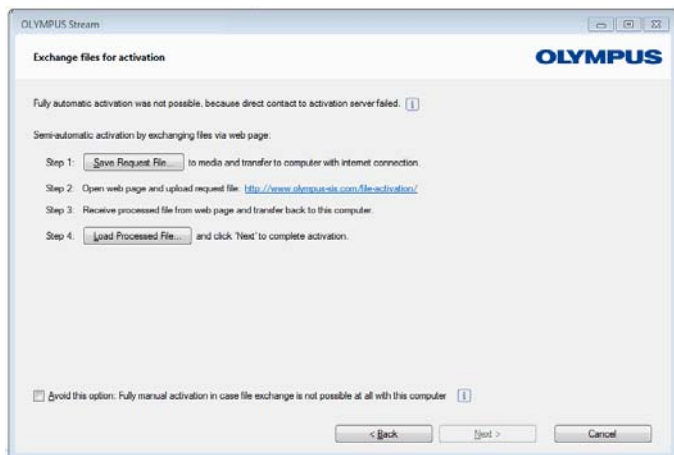 OLYMPUS Stream
Exchange files for activation
OLYMPUS
Fully automatic activation was not possible, because direct contact to activation server failed.
Semi-automatic activation by exchanging files via web page:
Step 1: Save Request File... to media and transfer to computer with internet connection.
Step 2: Open web page and upload request file: http://www.olympus-sis.com/file-activation/
Step 3: Receive processed file from web page and transfer back to this computer.
Step 4: Load Processed File... and click 'Next' to complete activation.
Avoid this option: Fully manual activation in case file exchange is not possible at all with this computer
< Back Next > Cancel